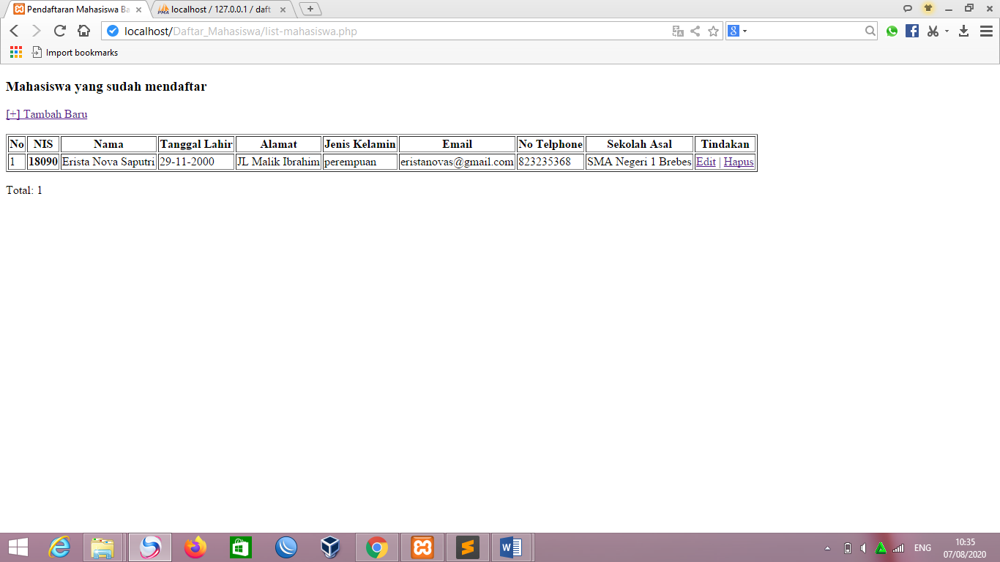 Pendaftaran Mahasiswa Ba
localhost / 127.0.0.1 / daft
localhost/Daftar_Mahasiswa/list-mahasiswa.php
Import bookmarks
Mahasiswa yang sudah mendaftar
[+] Tambah Baru
No NIS Nama Tanggal Lahir Alamat Jenis Kelamin Email No Telphone Sekolah Asal Tindakan
1 18090 Erista Nova Saputri 29-11-2000 JL Malik Ibrahim perempuan eristanovas@gmail.com 823235368 SMA Negeri 1 Brebes Edit | Hapus
Total: 1
ENG
10:35
07/08/2020